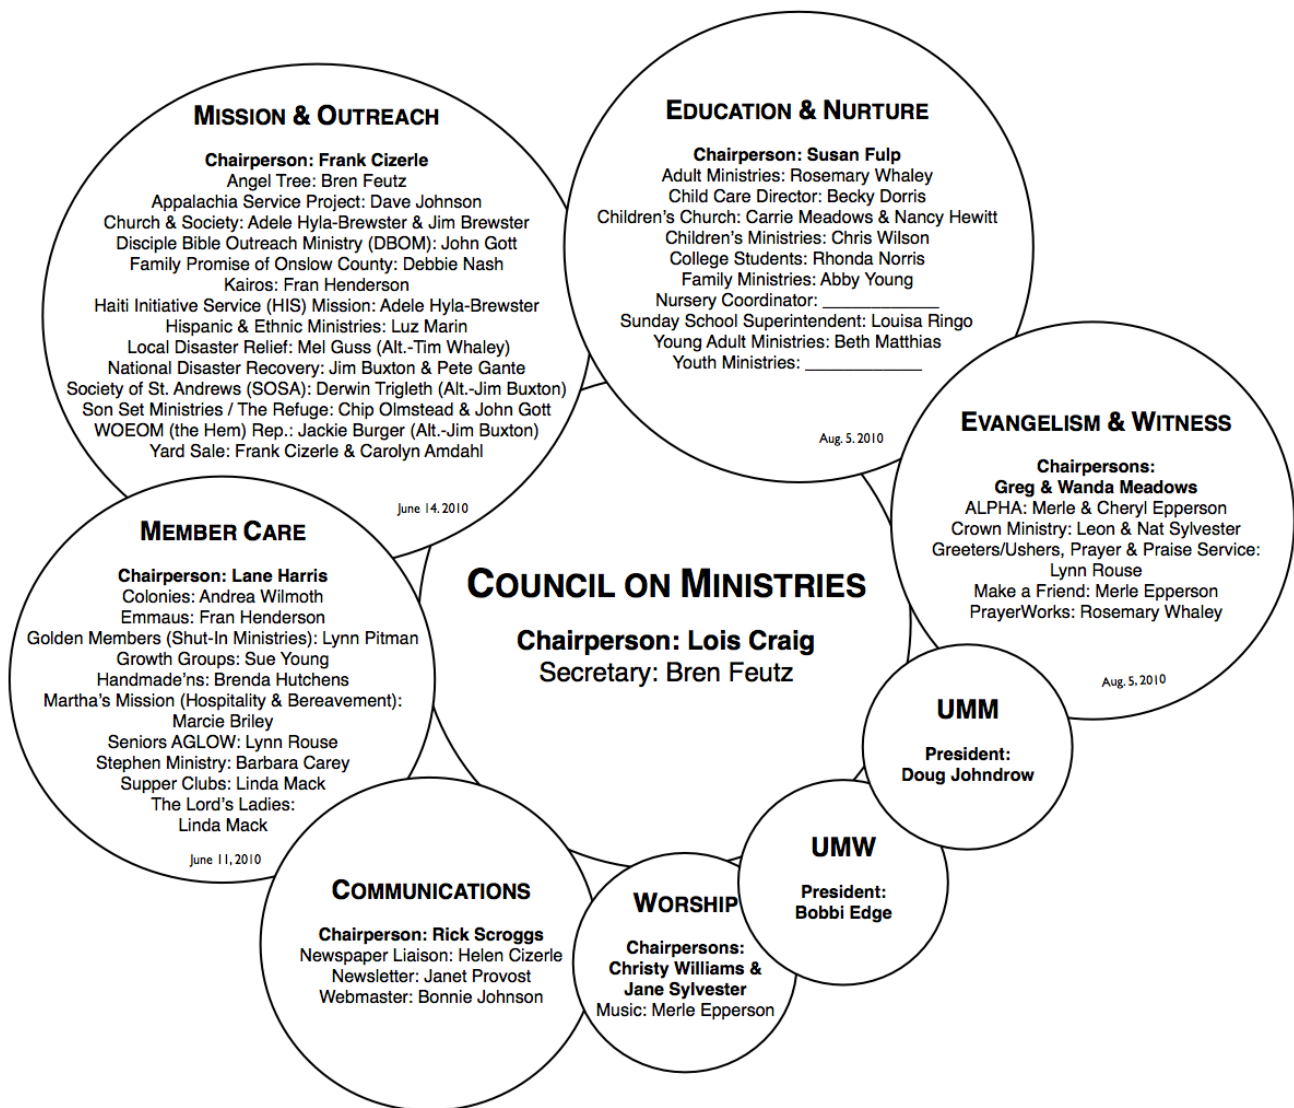 MISSION & OUTREACH
Chairperson: Frank Cizerle
Angel Tree: Bren Feutz
Appalachia Service Project: Dave Johnson
Church & Society: Adele Hyla-Brewster & Jim Brewster
Disciple Bible Outreach Ministry (DBOM): John Gott
Family Promise of Onslow County: Debbie Nash
Kairos: Fran Henderson
Haiti Initiative Service (HIS) Mission: Adele Hyla-Brewster
Hispanic & Ethnic Ministries: Luz Marin
Local Disaster Relief: Mel Guss (Alt.-Tim Whaley)
National Disaster Recovery: Jim Buxton & Pete Gante
Society of St. Andrews (SOSA): Derwin Trigleth (Alt.-Jim Buxton)
Son Set Ministries / The Refuge: Chip Olmstead & John Gott
WOEOM (the Hem) Rep.: Jackie Burger (Alt.-Jim Buxton)
Yard Sale: Frank Cizerle & Carolyn Amdahl
June 14. 2010
EDUCATION & NURTURE
Chairperson: Susan Fulp
Adult Ministries: Rosemary Whaley
Child Care Director: Becky Dorris
Children's Church: Carrie Meadows & Nancy Hewitt
Children's Ministries: Chris Wilson
College Students: Rhonda Norris
Family Ministries: Abby Young
Nursery Coordinator: ____________
Sunday School Superintendent: Louisa Ringo
Young Adult Ministries: Beth Matthias
Youth Ministries: ____________
Aug. 5. 2010
EVANGELISM & WITNESS
Chairpersons:
Greg & Wanda Meadows
ALPHA: Merle & Cheryl Epperson
Crown Ministry: Leon & Nat Sylvester
Greeters/Ushers, Prayer & Praise Service:
Lynn Rouse
Make a Friend: Merle Epperson
PrayerWorks: Rosemary Whaley
Aug. 5, 2010
MEMBER CARE
Chairperson: Lane Harris
Colonies: Andrea Wilmoth
Emmaus: Fran Henderson
Golden Members (Shut-In Ministries): Lynn Pitman
Growth Groups: Sue Young
Handmade'ns: Brenda Hutchens
Martha's Mission (Hospitality & Bereavement):
Marcie Briley
Seniors AGLOW: Lynn Rouse
Stephen Ministry: Barbara Carey
Supper Clubs: Linda Mack
The Lord's Ladies:
Linda Mack
June 11, 2010
COUNCIL ON MINISTRIES
Chairperson: Lois Craig
Secretary: Bren Feutz
UMM
President:
Doug Johndrow
UMW
President:
Bobbi Edge
WORSHIP
Chairpersons:
Christy Williams &
Jane Sylvester
Music: Merle Epperson
COMMUNICATIONS
Chairperson: Rick Scroggs
Newspaper Liaison: Helen Cizerle
Newsletter: Janet Provost
Webmaster: Bonnie Johnson